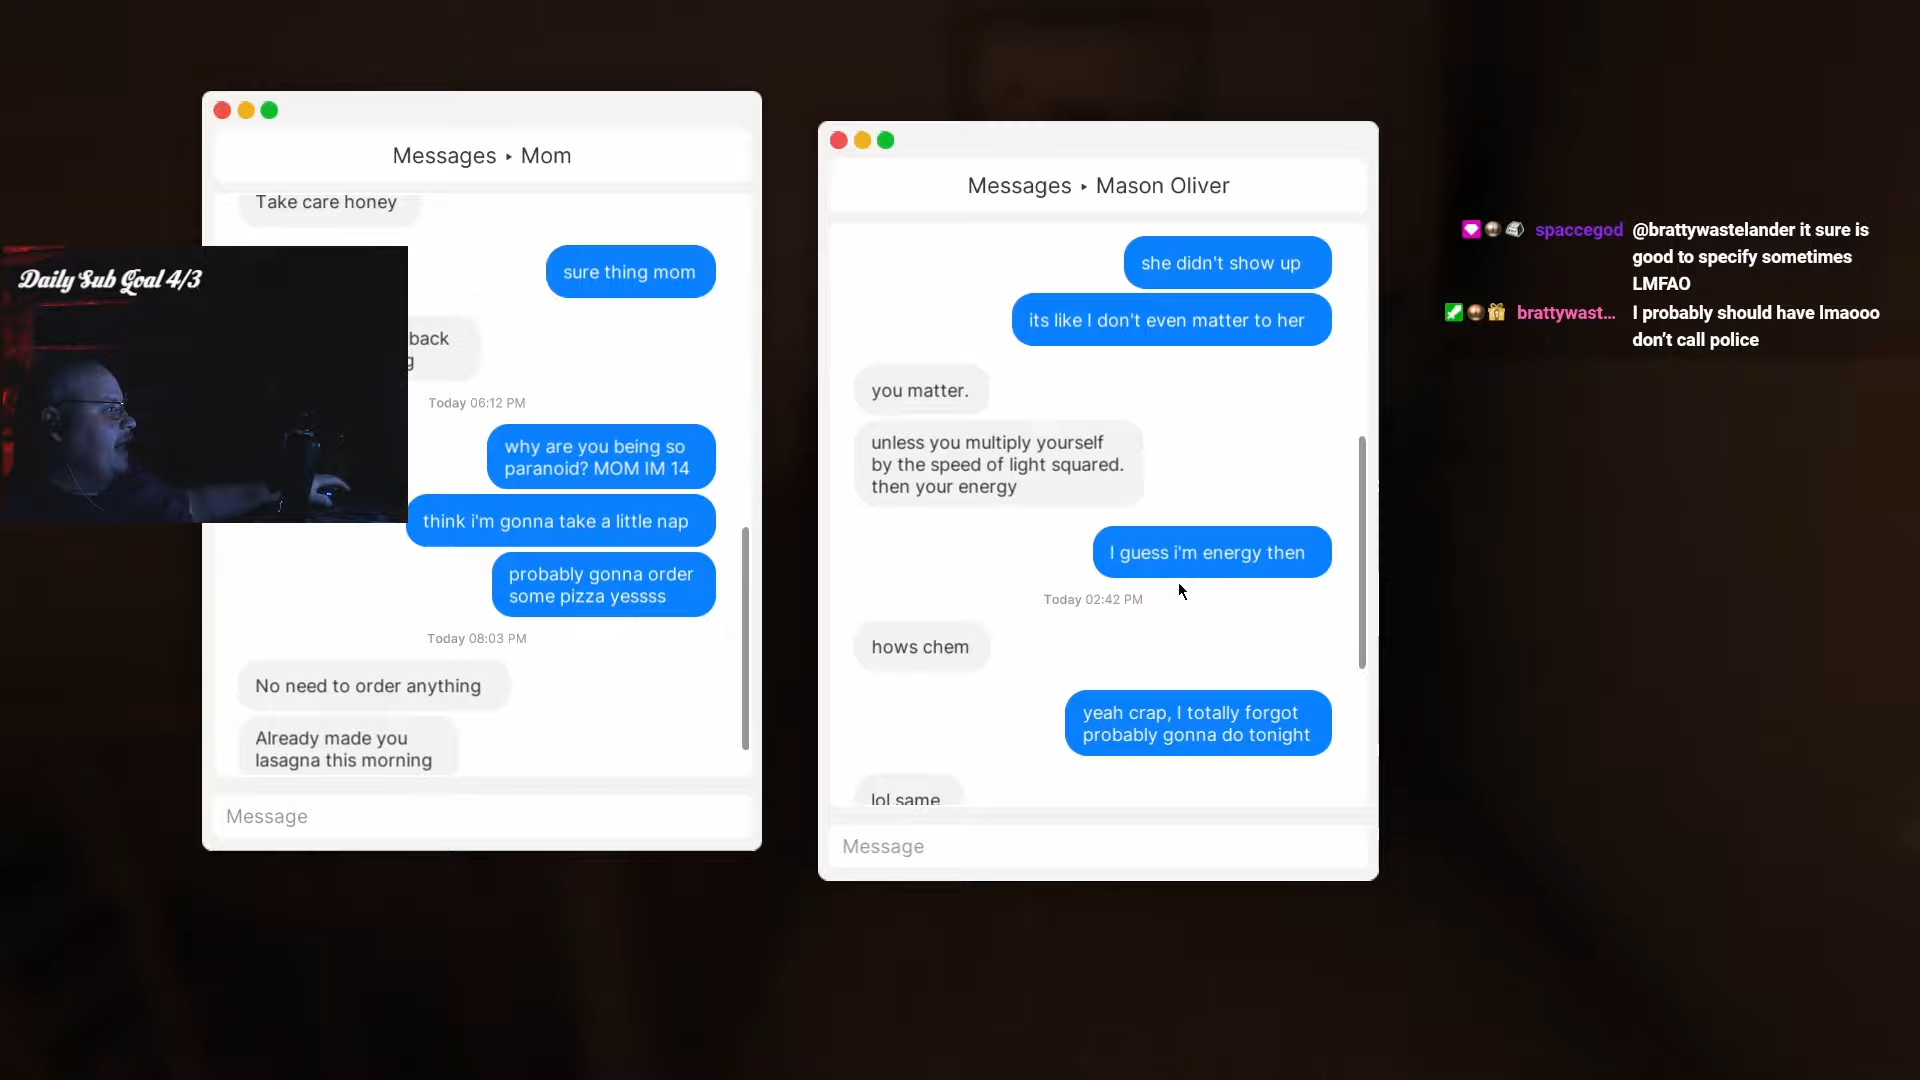 Messages ▸ Mom
Take care honey
sure thing mom
back
g
Today 06:12 PM
why are you being so
paranoid? MOM IM 14
think i'm gonna take a little nap
probably gonna order
some pizza yessss
Today 08:03 PM
No need to order anything
Already made you
lasagna this morning
Message
Daily Sub Goal 4/3
Messages ▸ Mason Oliver
she didn't show up
its like I don't even matter to her
you matter.
unless you multiply yourself
by the speed of light squared.
then your energy
I guess i'm energy then
Today 02:42 PM
hows chem
yeah crap, I totally forgot
probably gonna do tonight
lol same
Message
spaccegod @brattywastelander it sure is
good to specify sometimes
LMFAO
brattywast... I probably should have lmaooo
don’t call police